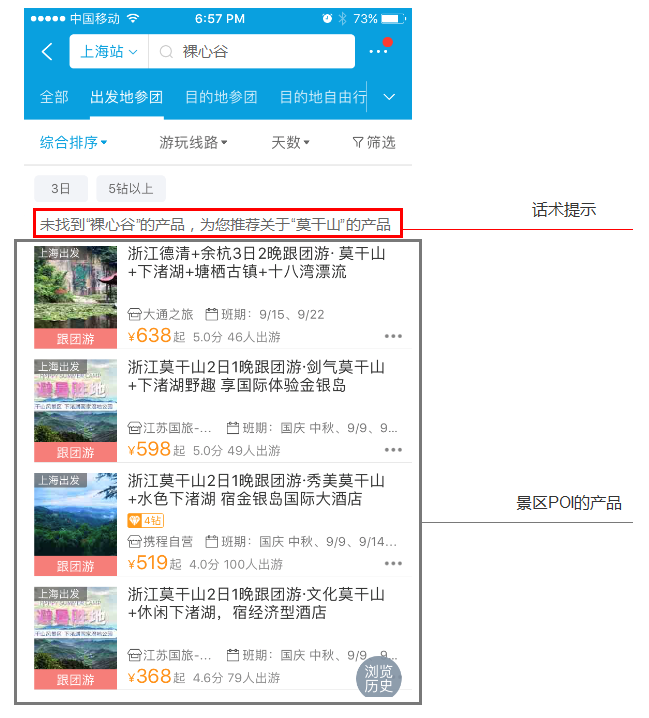 中国移动 6:57 PM 73%
上海站 裸心谷
全部 出发地参团 目的地参团 目的地自由行
综合排序 游玩线路 天数 筛选
3日 5钻以上
未找到“裸心谷”的产品，为您推荐关于“莫干山”的产品
话术提示
上海出发
浙江德清+余杭3日2晚跟团游· 莫干山
+下渚湖+塘栖古镇+十八湾漂流
大通之旅 班期：9/15、9/22
跟团游
¥638起 5.0分 46人出游
上海出发
浙江莫干山2日1晚跟团游·剑气莫干山
+下渚湖野趣 享国际体验金银岛
避暑胜地
江苏国旅-... 班期：国庆 中秋、9/9、9...
跟团游
¥598起 5.0分 49人出游
上海出发
浙江莫干山2日1晚跟团游·秀美莫干山
+水色下渚湖 宿金银岛国际大酒店
4钻
携程自营 班期：国庆 中秋、9/9、9/14...
跟团游
¥519起 4.0分 100人出游
景区POI的产品
上海出发
浙江莫干山2日1晚跟团游·文化莫干山
+休闲下渚湖，宿经济型酒店
避暑胜地
江苏国旅-... 班期：国庆 中秋、9/9、9...
跟团游
¥368起 4.6分 79人出游
浏览
历史